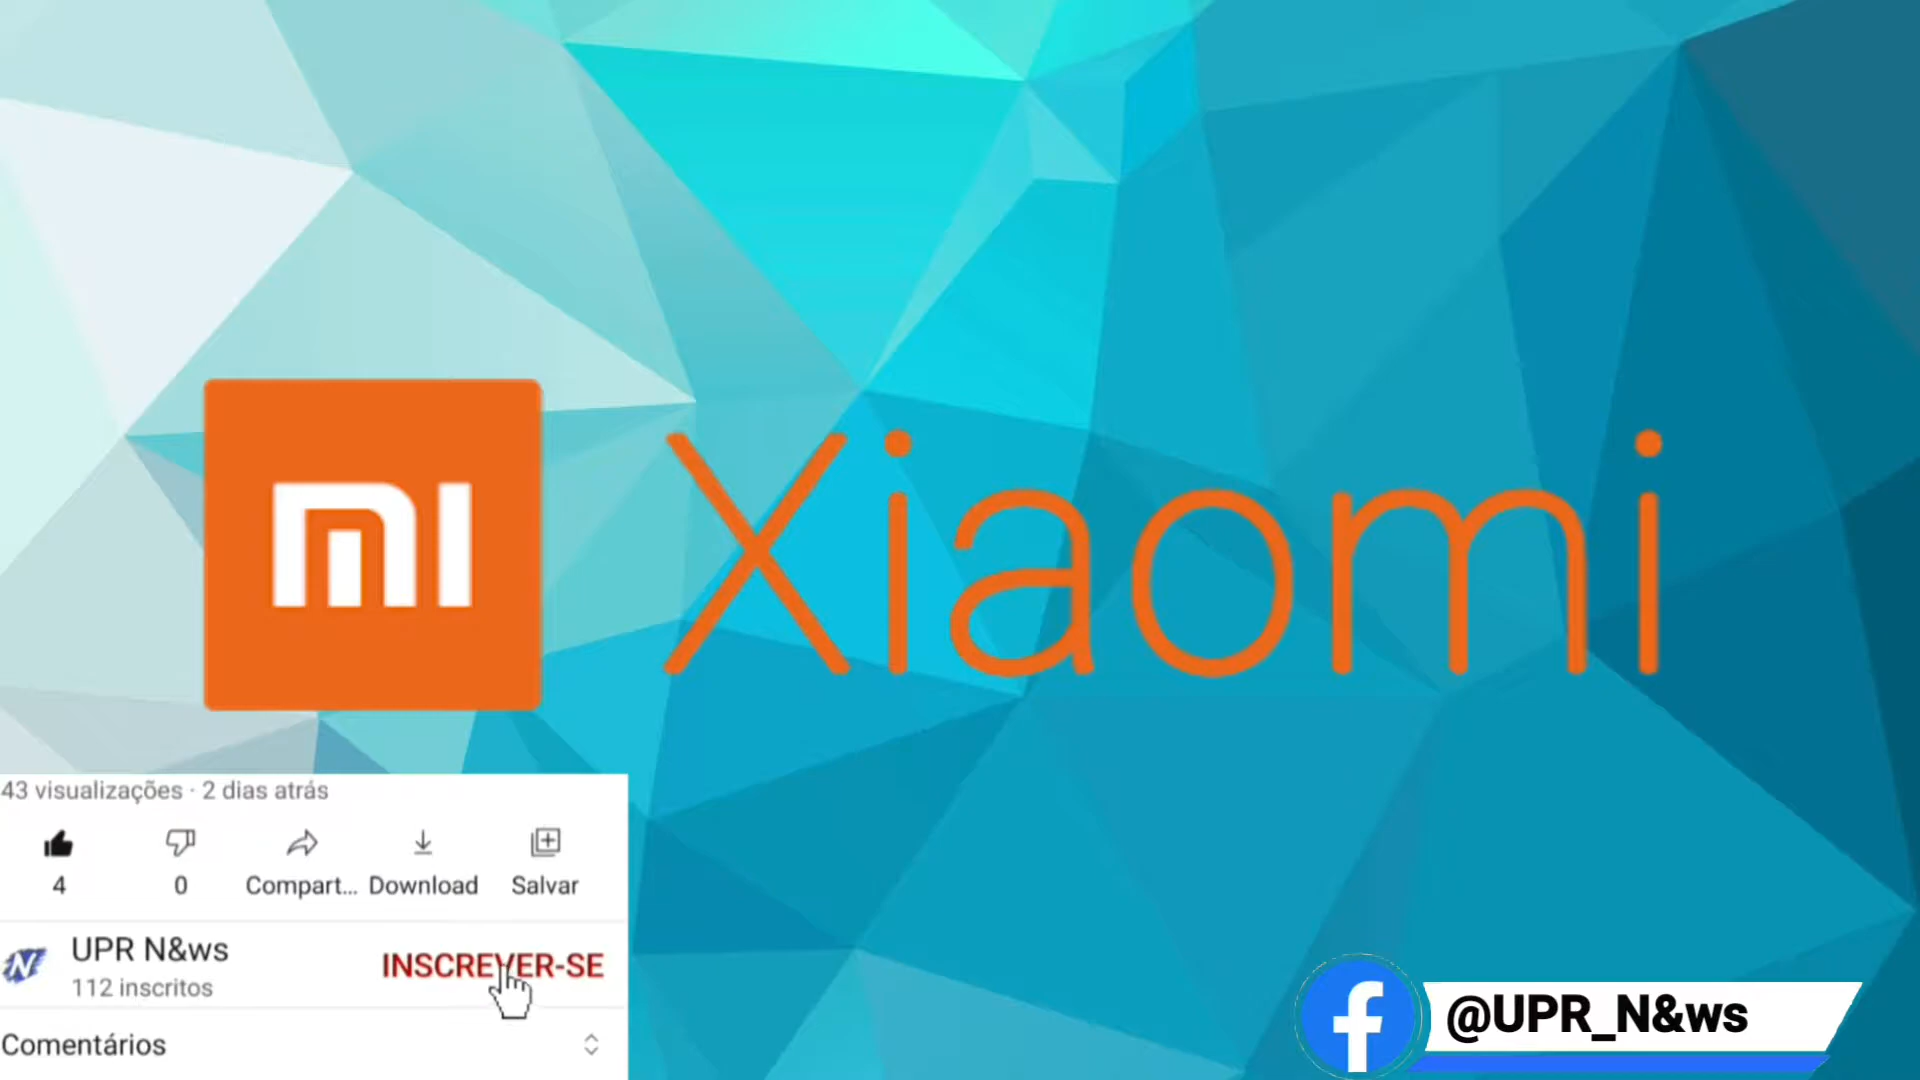 mi
Xiaomi
43 visualizações · 2 dias atrás
4
0
Compart...
Download
Salvar
UPR N&ws
INSCREVER-SE
112 inscritos
Comentários
@UPR_N&ws